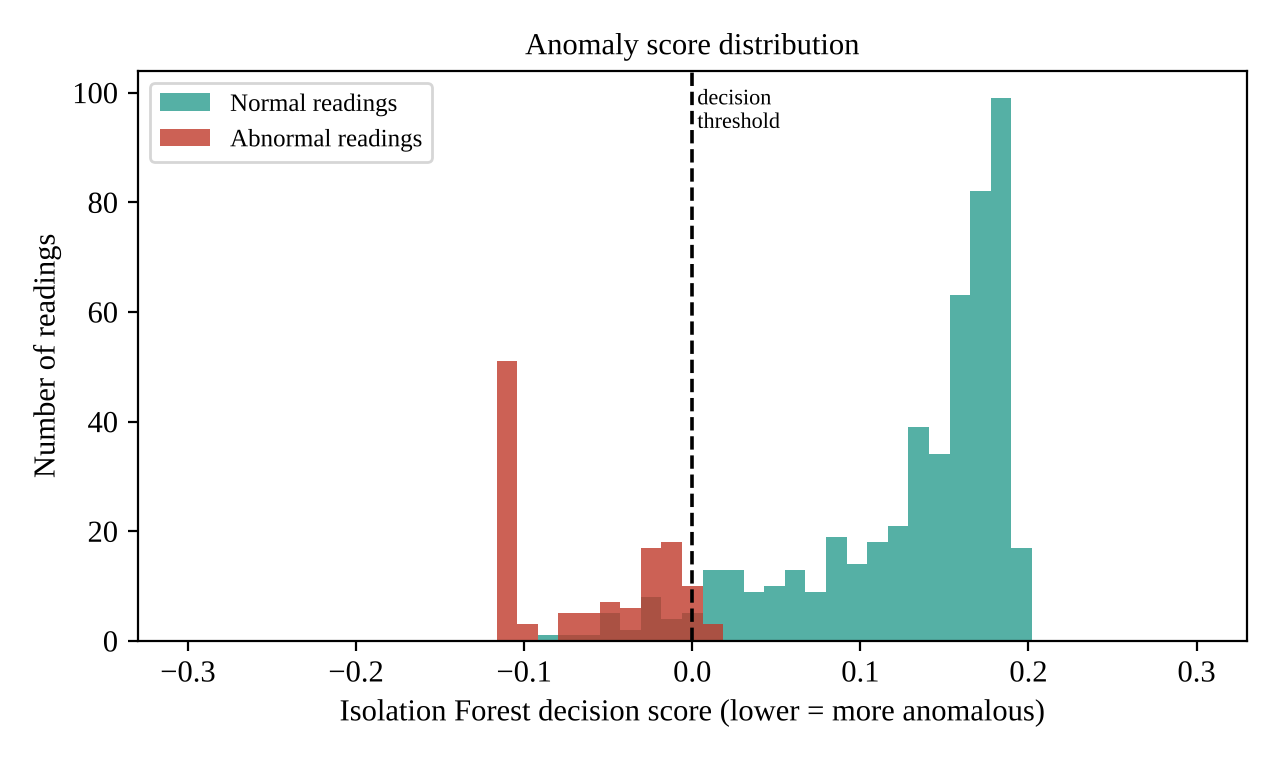 Anomaly score distribution
Normal readings
Abnormal readings
decision
threshold
Number of readings
100
80
60
40
20
0
−0.3 −0.2 −0.1 0.0 0.1 0.2 0.3
Isolation Forest decision score (lower = more anomalous)